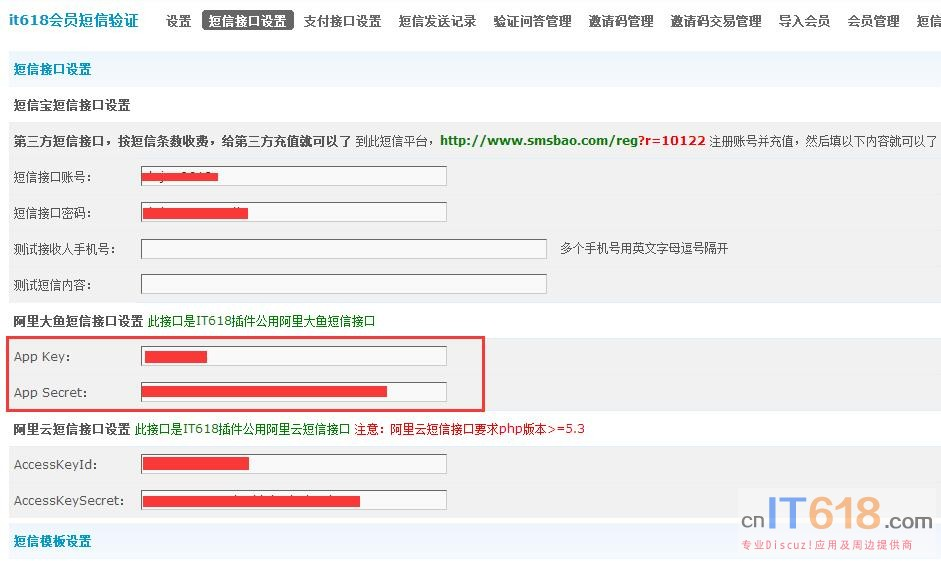 it618会员短信验证 设置 短信接口设置 支付接口设置 短信发送记录 验证问答管理 邀请码管理 邀请码交易管理 导入会员 会员管理 短信
短信接口设置
短信宝短信接口设置
第三方短信接口，按短信条数收费，给第三方充值就可以了 到此短信平台，http://www.smsbao.com/reg?r=10122 注册账号并充值，然后填以下内容就可以了
短信接口账号：
短信接口密码：
测试接收人手机号： 多个手机号用英文字母逗号隔开
测试短信内容：
阿里大鱼短信接口设置 此接口是IT618插件公用阿里大鱼短信接口
App Key:
App Secret:
阿里云短信接口设置 此接口是IT618插件公用阿里云短信接口 注意：阿里云短信接口要求php版本>=5.3
AccessKeyId:
AccessKeySecret:
短信模板设置
cnIT618.com
专业Discuz!应用及周边提供商